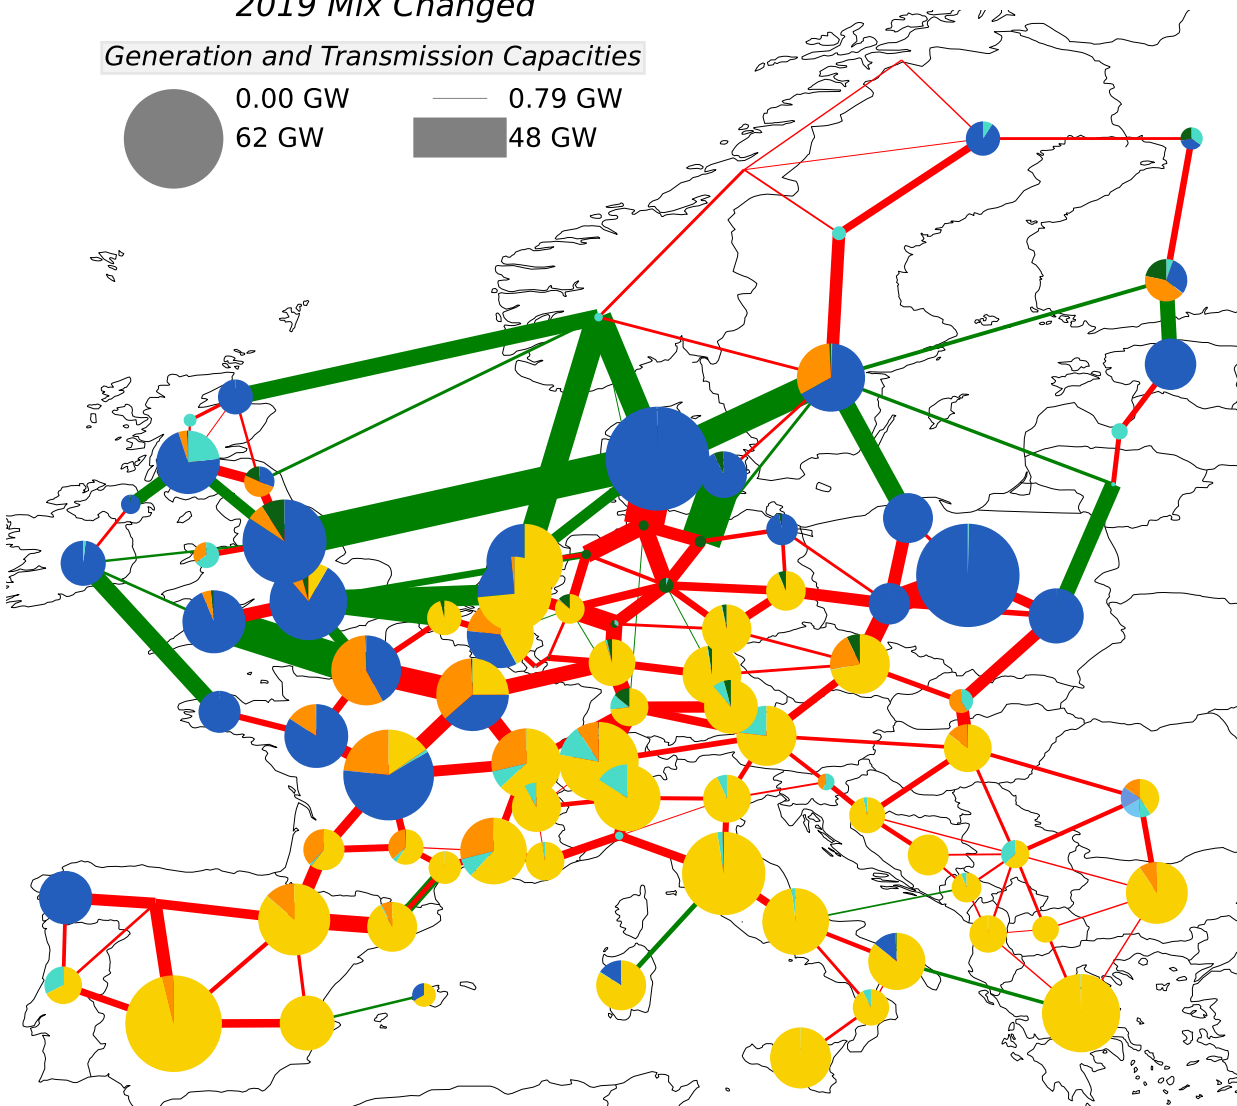 2019 Mix Changed
Generation and Transmission Capacities
0.00 GW 0.79 GW
62 GW 48 GW